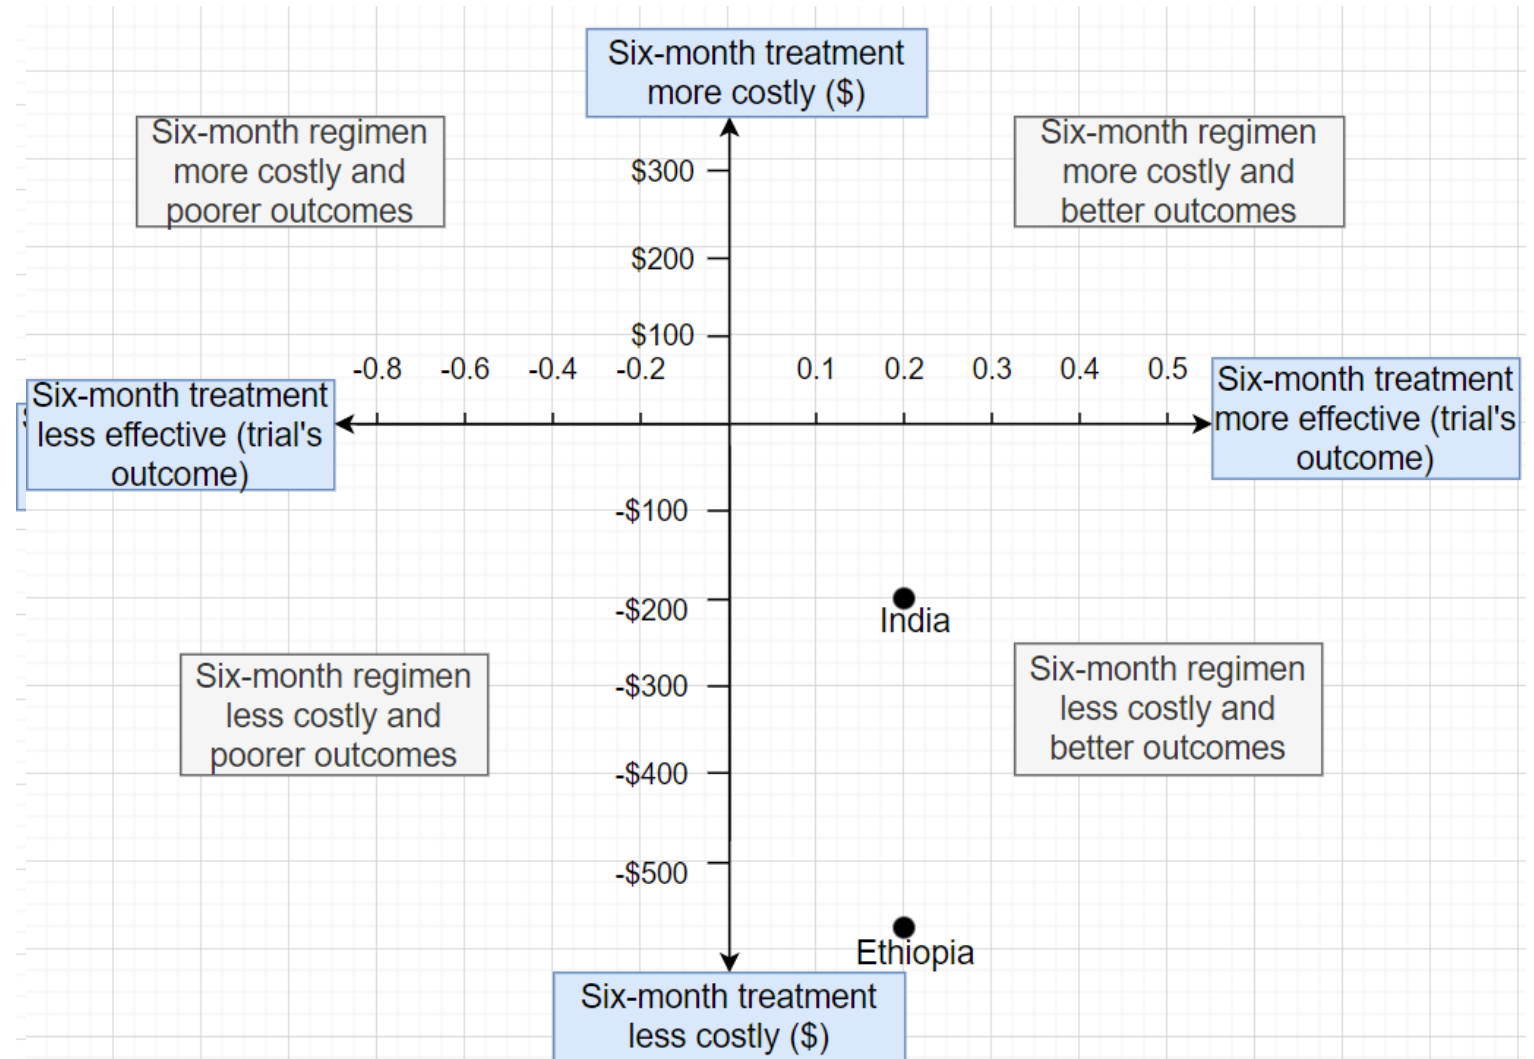 Six-month treatment
more costly ($)
Six-month regimen
more costly and
poorer outcomes
Six-month regimen
more costly and
better outcomes
$300
$200
$100
-0.8 -0.6 -0.4 -0.2 0.1 0.2 0.3 0.4 0.5
Six-month treatment
less effective (trial's
outcome)
Six-month treatment
more effective (trial's
outcome)
-$100
-$200
India
Six-month regimen
less costly and
poorer outcomes
-$300
Six-month regimen
less costly and
better outcomes
-$400
-$500
Ethiopia
Six-month treatment
less costly ($)